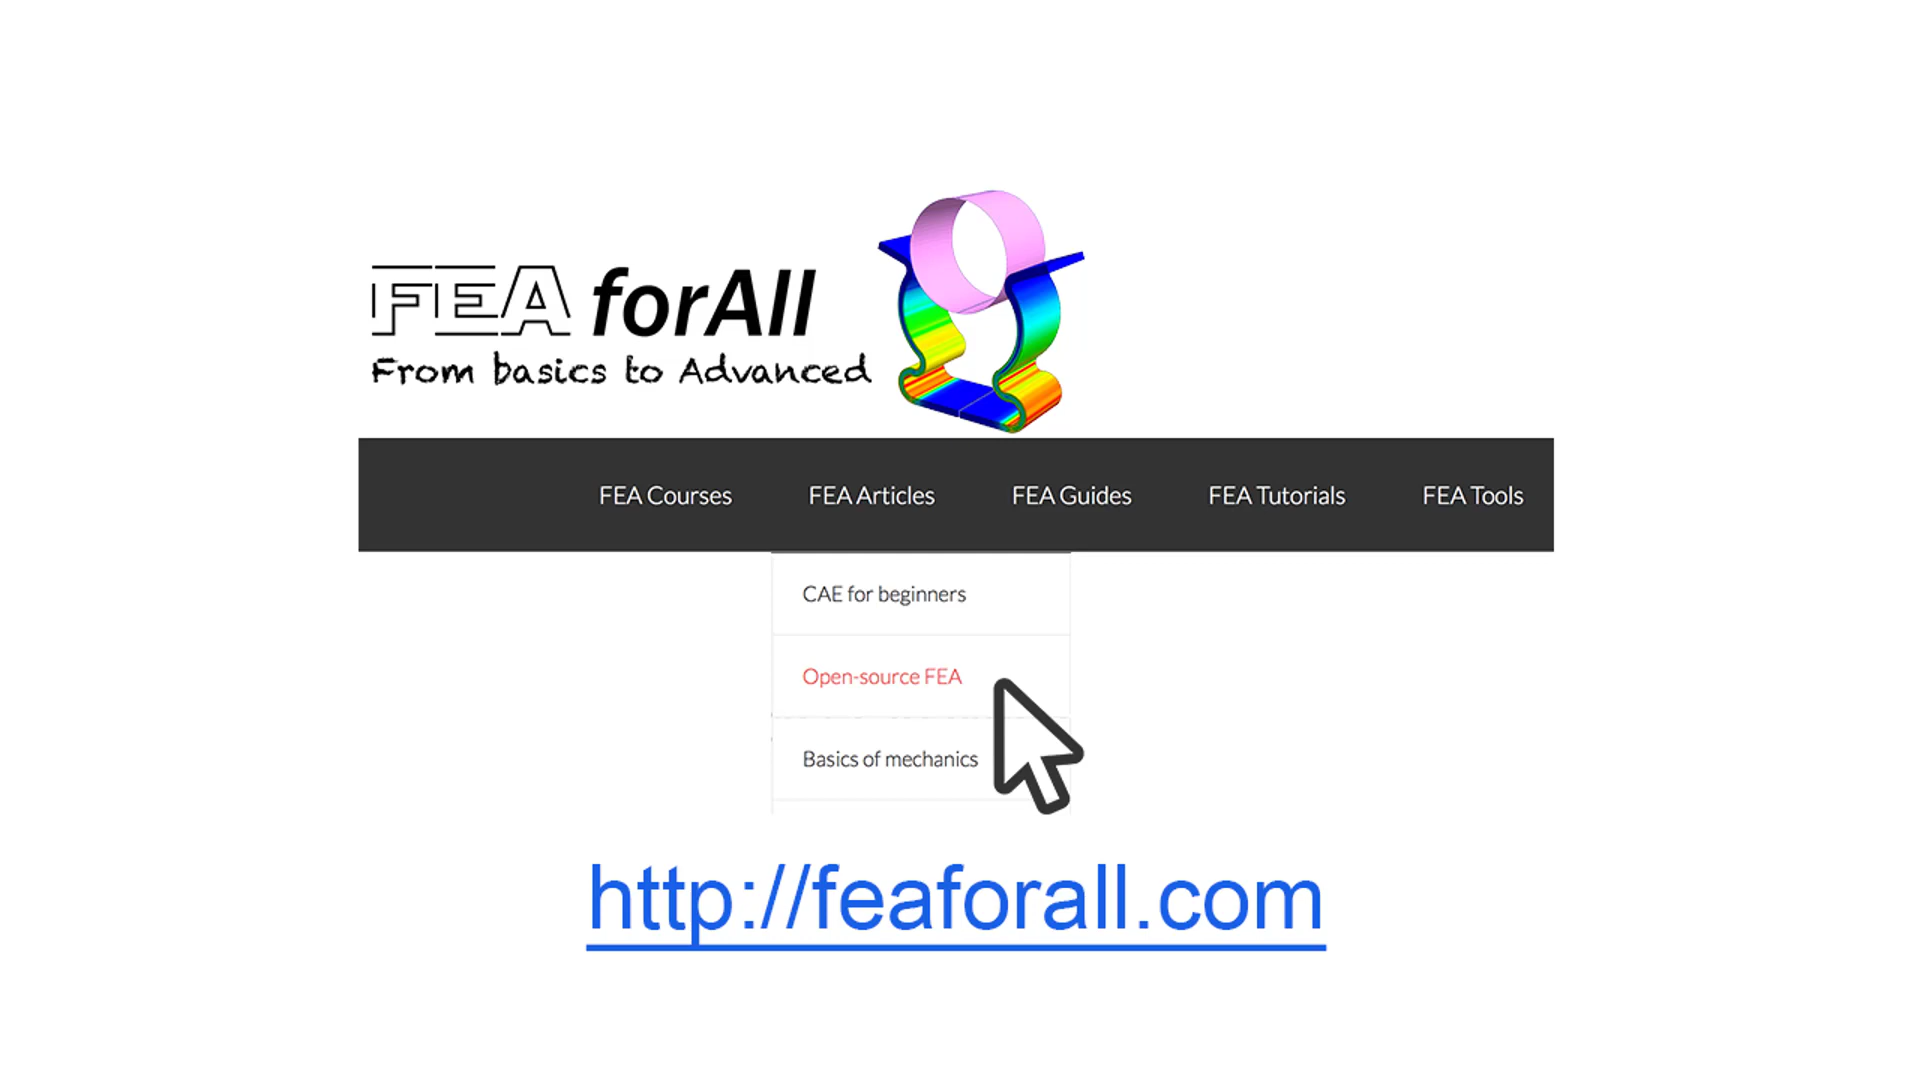 FEA forAll
From basics to Advanced
FEA Courses FEA Articles FEA Guides FEA Tutorials FEA Tools
CAE for beginners
Open-source FEA
Basics of mechanics
http://feaforall.com